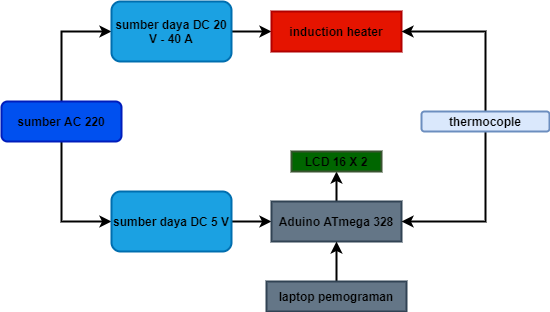 sumber daya DC 20
V - 40 A
induction heater
sumber AC 220
thermocople
LCD 16 X 2
sumber daya DC 5 V
Aduino ATmega 328
laptop pemograman